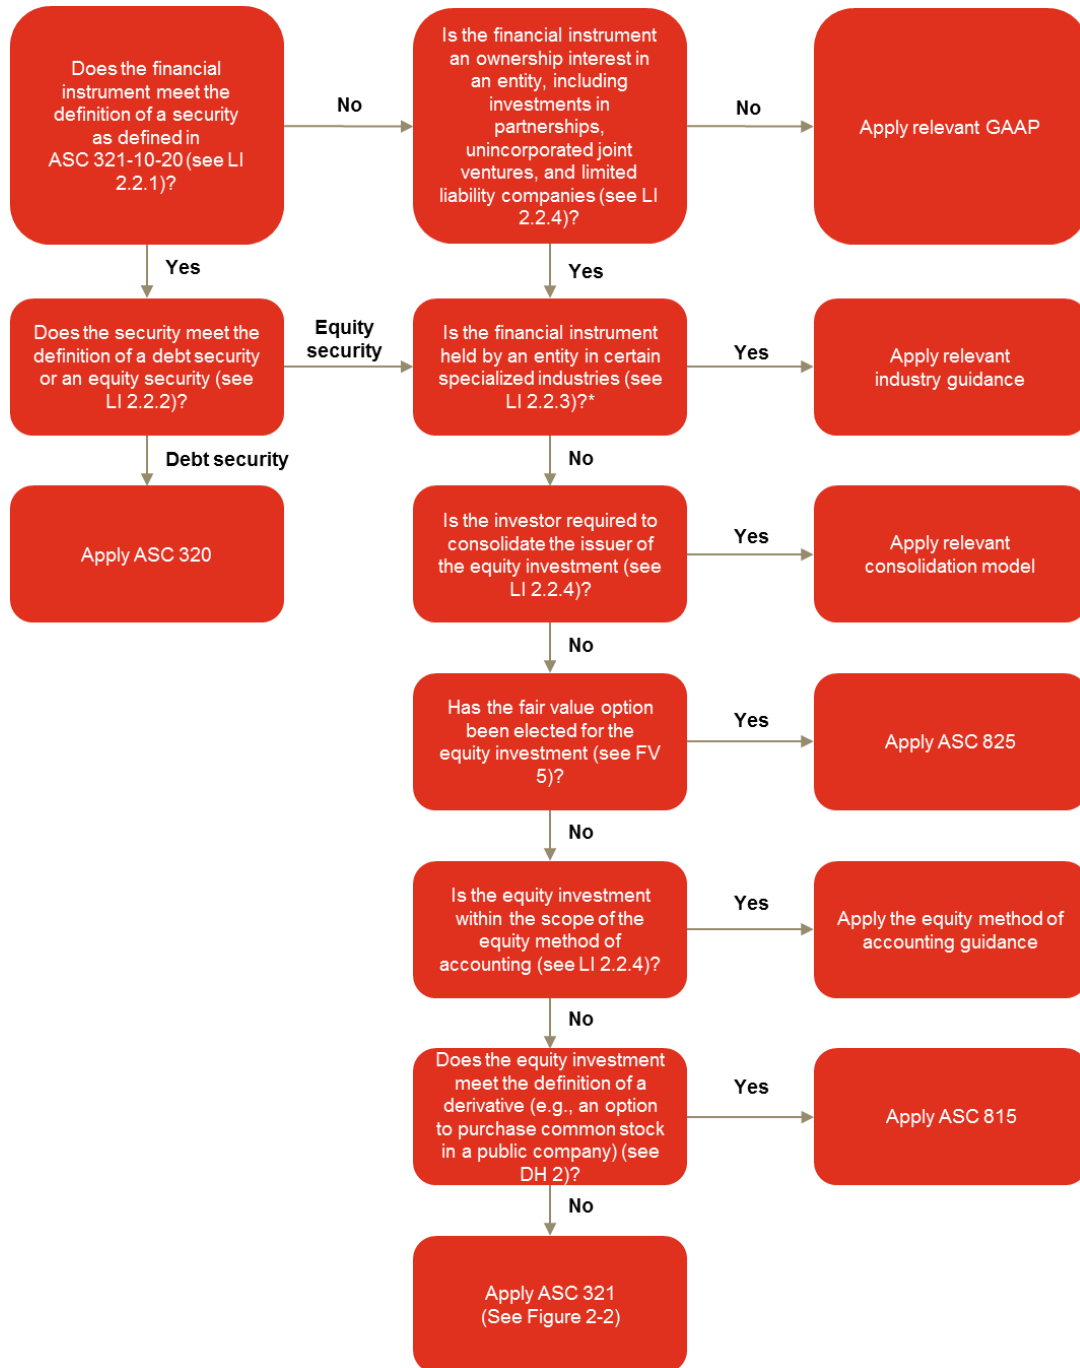 Does the financial
instrument meet the
definition of a security
as defined in
ASC 321-10-20 (see LI
2.2.1)?
No
Is the financial instrument
an ownership interest in
an entity, including
investments in
partnerships,
unincorporated joint
ventures, and limited
liability companies (see LI
2.2.4)?
No
Apply relevant GAAP
Yes
Yes
Does the security meet the
definition of a debt security
or an equity security (see
LI 2.2.2)?
Equity
security
Is the financial instrument
held by an entity in certain
specialized industries (see
LI 2.2.3)?*
Yes
Apply relevant
industry guidance
Debt security
No
Apply ASC 320
Is the investor required to
consolidate the issuer of
the equity investment (see
LI 2.2.4)?
Yes
Apply relevant
consolidation model
No
Has the fair value option
been elected for the
equity investment (see FV
5)?
Yes
Apply ASC 825
No
Is the equity investment
within the scope of the
equity method of
accounting (see LI 2.2.4)?
Yes
Apply the equity method of
accounting guidance
No
Does the equity investment
meet the definition of a
derivative (e.g., an option
to purchase common stock
in a public company) (see
DH 2)?
Yes
Apply ASC 815
No
Apply ASC 321
(See Figure 2-2)